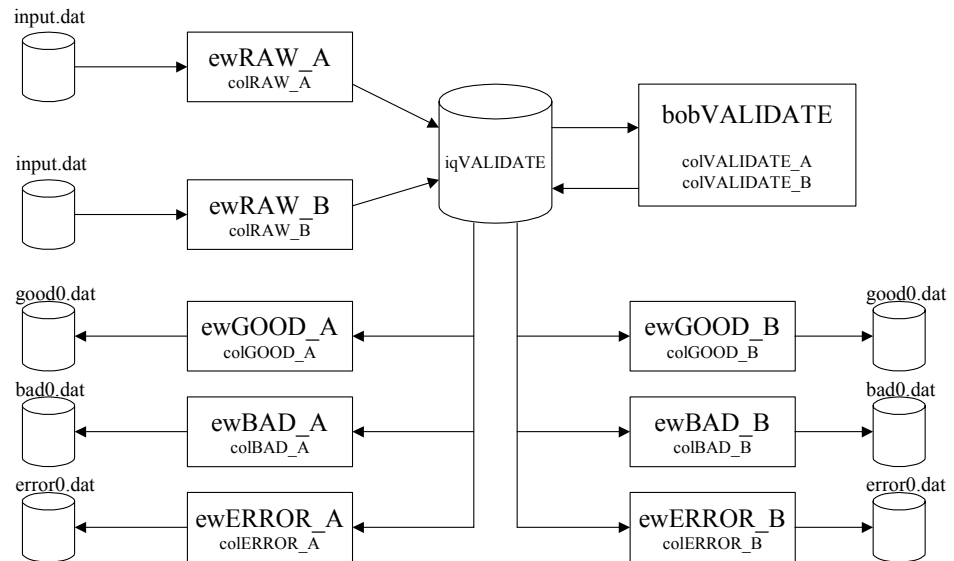 input.dat
ewRAW_A
colRAW_A
iqVALIDATE
bobVALIDATE
colVALIDATE_A
colVALIDATE_B
input.dat
ewRAW_B
colRAW_B
good0.dat
ewGOOD_A
colGOOD_A
ewGOOD_B
colGOOD_B
good0.dat
bad0.dat
ewBAD_A
colBAD_A
ewBAD_B
colBAD_B
bad0.dat
error0.dat
ewERROR_A
colERROR_A
ewERROR_B
colERROR_B
error0.dat